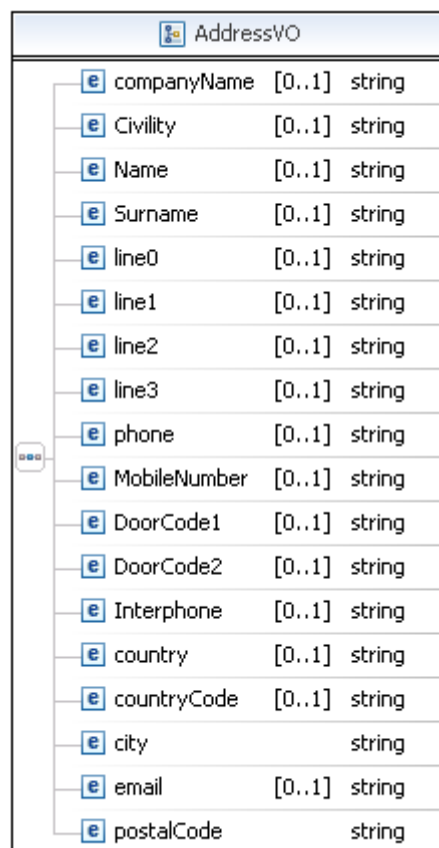 AddressVO
e companyName [0..1] string
e Civility [0..1] string
e Name [0..1] string
e Surname [0..1] string
e line0 [0..1] string
e line1 [0..1] string
e line2 [0..1] string
e line3 [0..1] string
e phone [0..1] string
e MobileNumber [0..1] string
e DoorCode1 [0..1] string
e DoorCode2 [0..1] string
e Interphone [0..1] string
e country [0..1] string
e countryCode [0..1] string
e city string
e email [0..1] string
e postalCode string